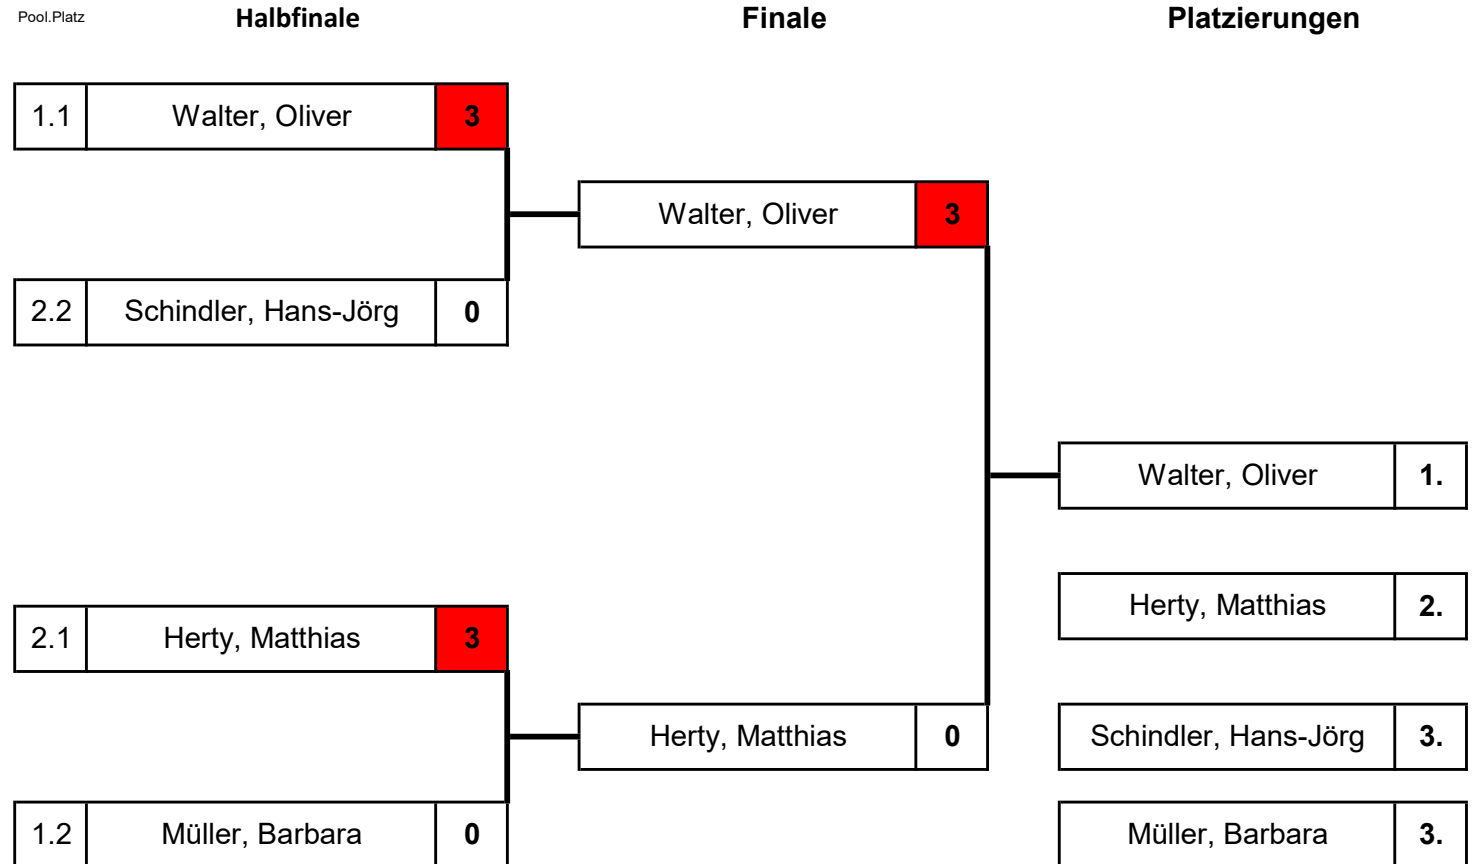 Pool.Platz Halbfinale Finale Platzierungen
1.1 Walter, Oliver 3
Walter, Oliver 3
2.2 Schindler, Hans-Jörg 0
Walter, Oliver 1.
Herty, Matthias 2.
2.1 Herty, Matthias 3
Herty, Matthias 0 Schindler, Hans-Jörg 3.
1.2 Müller, Barbara 0 Müller, Barbara 3.